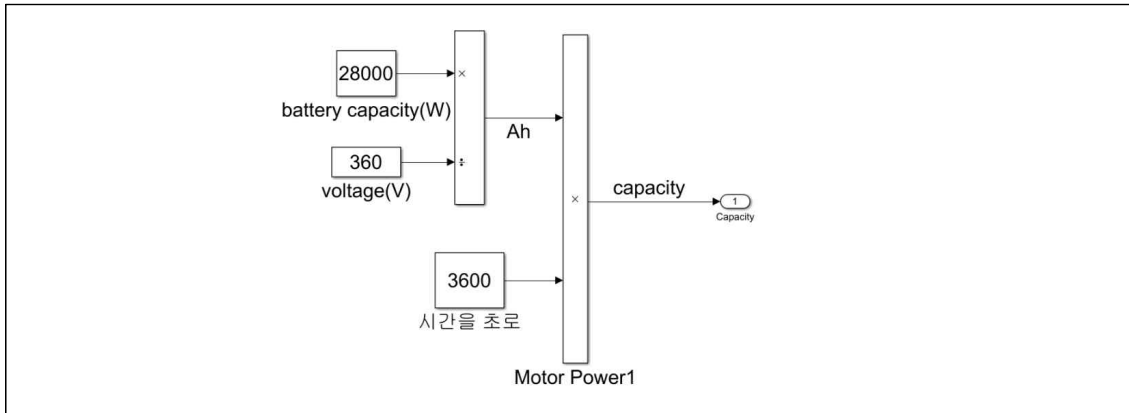 28000
×
battery capacity(W)
Ah
360
÷
voltage(V)
capacity
×
1
Capacity
3600
시간을 초로
Motor Power1